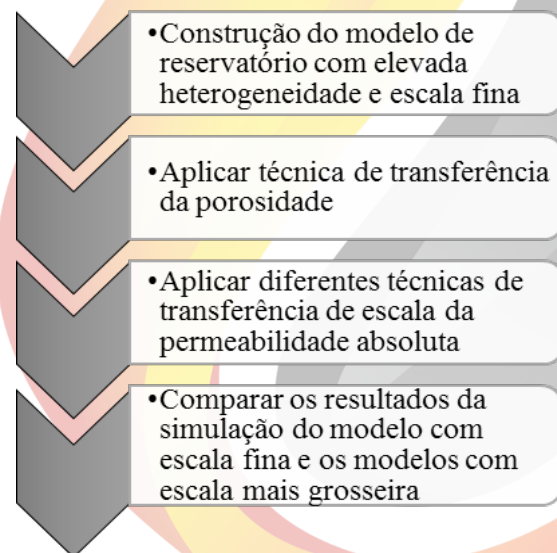 •Construção do modelo de
reservatório com elevada
heterogeneidade e escala fina
•Aplicar técnica de transferência
da porosidade
•Aplicar diferentes técnicas de
transferência de escala da
permeabilidade absoluta
•Comparar os resultados da
simulação do modelo com
escala fina e os modelos com
escala mais grosseira